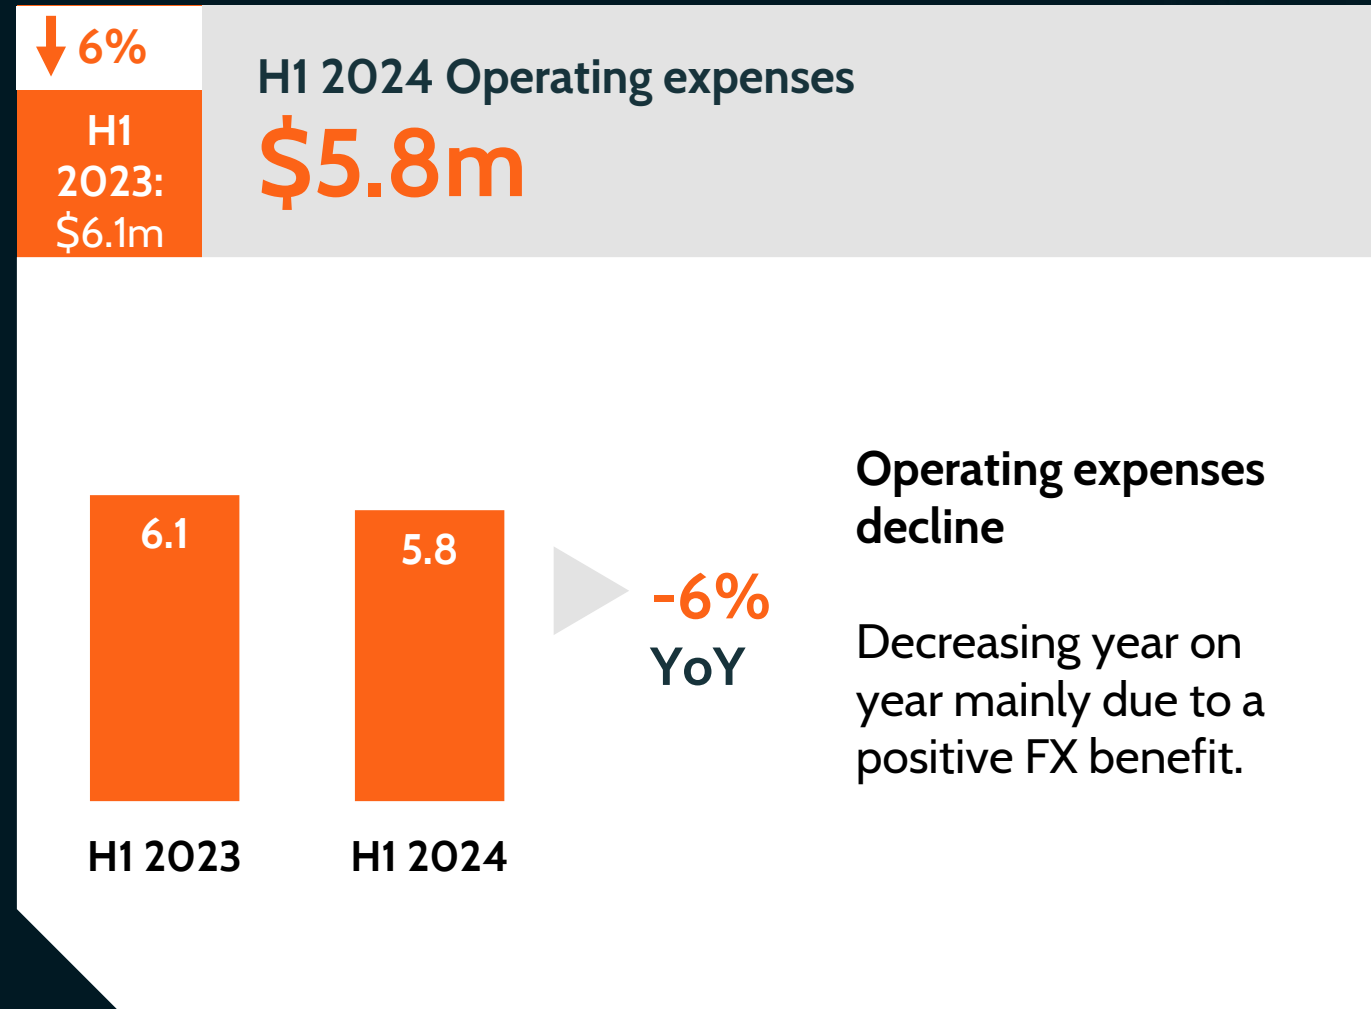 6%
H1
2023:
$6.1m
H1 2024 Operating expenses
$5.8m
6.1
5.8
H1 2023
H1 2024
-6%
YoY
Operating expenses
decline
Decreasing year on
year mainly due to a
positive FX benefit.